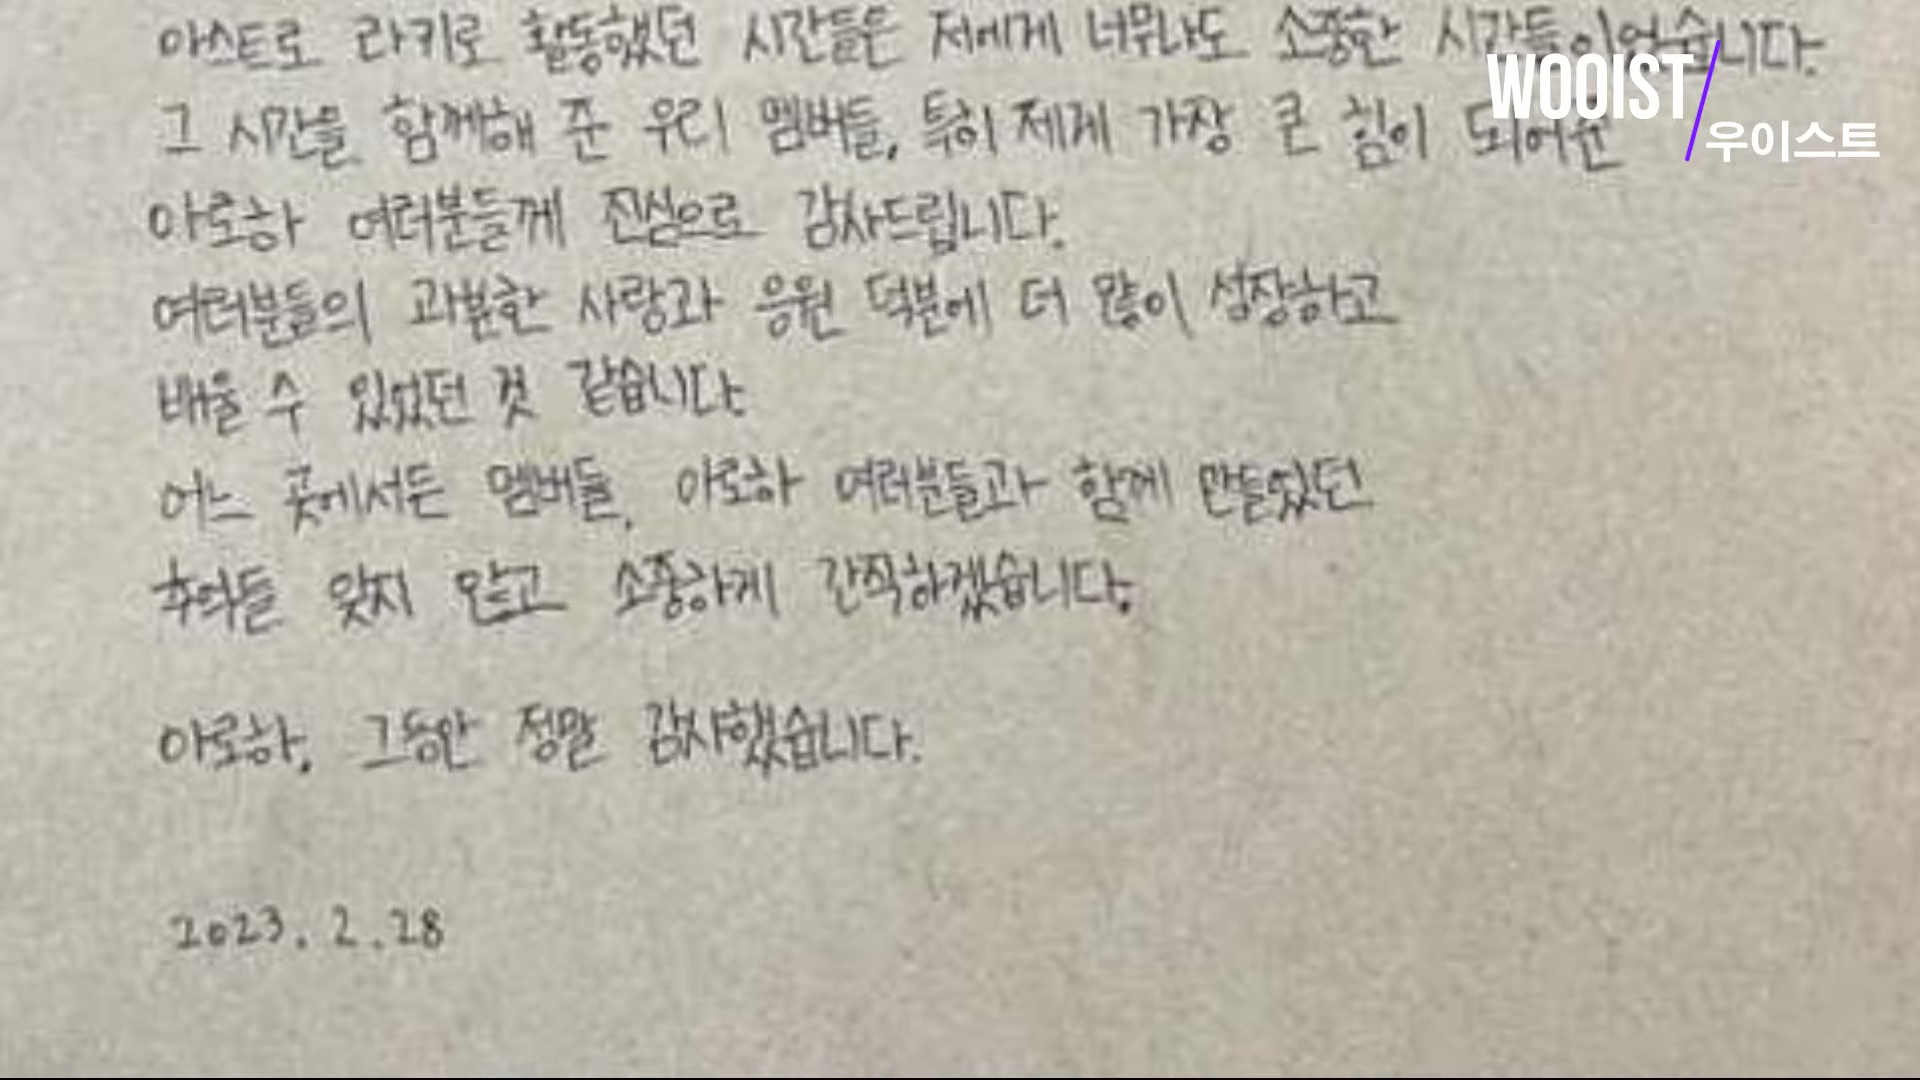 아스트로 라키로 활동했던 시간들은 저에게 너무나도 소중한 시간들이었습니다.
WOOIST
우이스트
그 시간을 함께해 준 우리 멤버들, 특히 제게 가장 큰 힘이 되어준
아로하 여러분들께 진심으로 감사드립니다.
여러분들의 과분한 사랑과 응원 덕분에 더 많이 성장하고
배울 수 있었던 것 같습니다.
어느 곳에서든 멤버들, 아로하 여러분들과 함께 만들었던
추억들 잊지 않고 소중하게 간직하겠습니다.
아로하, 그동안 정말 감사했습니다.
2023. 2. 28